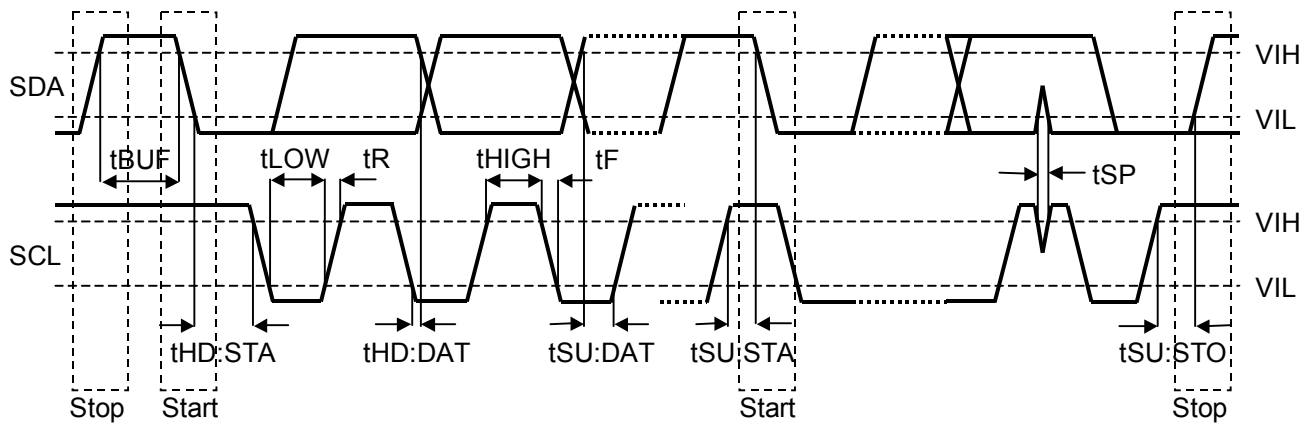 SDA
VIH
VIL
tBUF
tLOW
tR
tHIGH
tF
tSP
SCL
VIH
VIL
tHD:STA
tHD:DAT
tSU:DAT
tSU:STA
tSU:STO
Stop
Start
Start
Stop